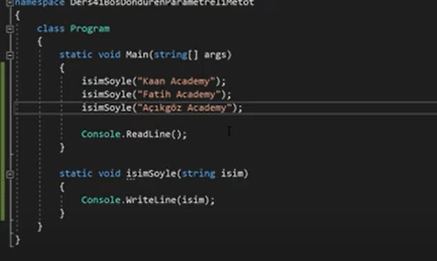 namespace Ders41BosDondurenParametreliMetot
{
class Program
{
static void Main(string[] args)
{
isimSoyle("Kaan Academy");
isimSoyle("Fatih Academy");
isimSoyle("Açıkgöz Academy");
Console.ReadLine();
}
static void isimSoyle(string isim)
{
Console.WriteLine(isim);
}
}
}